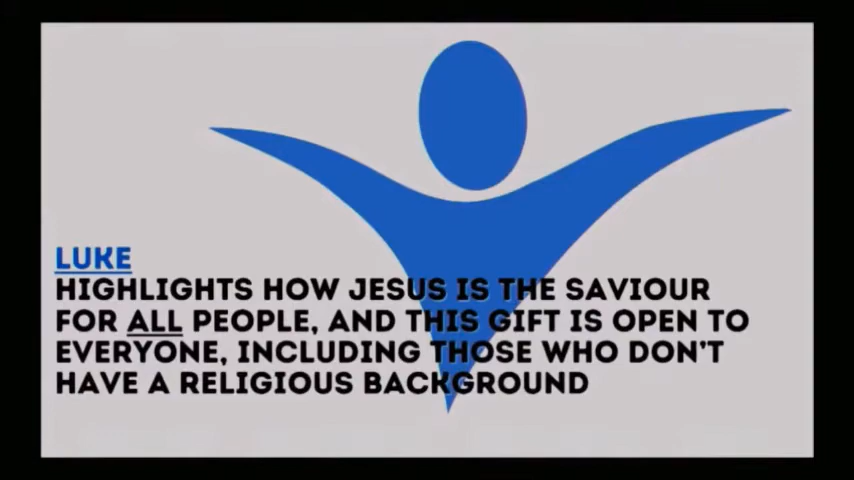 LUKE
HIGHLIGHTS HOW JESUS IS THE SAVIOUR
FOR ALL PEOPLE, AND THIS GIFT IS OPEN TO
EVERYONE, INCLUDING THOSE WHO DON'T
HAVE A RELIGIOUS BACKGROUND